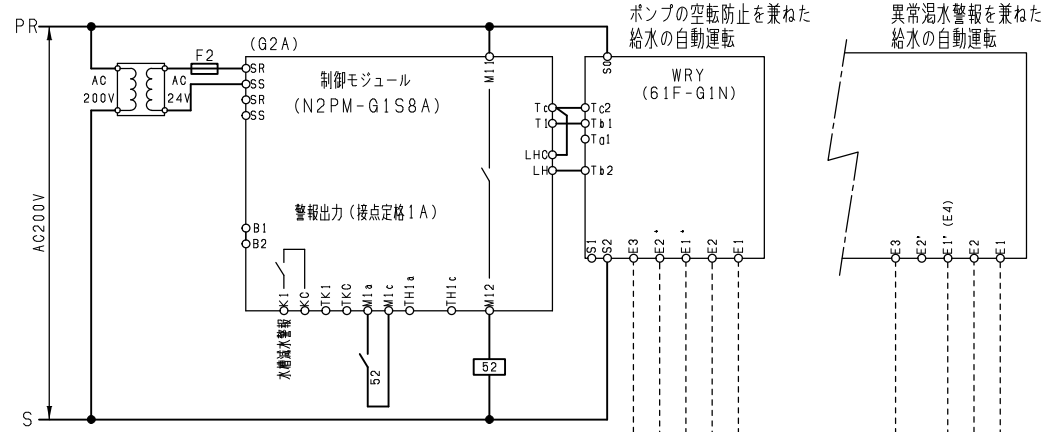 ポンプの空転防止を兼ねた
給水の自動運転
異常渇水警報を兼ねた
給水の自動運転
PR
(G2A)
F2
SR
SS
SR
SS
AC
200V
AC
24V
制御モジュール
(N2PM-G1S8A)
M11
S0
WRY
(61F-G1N)
Tc
T1
LHC
LH
Tc2
Tb1
Ta1
Tb2
AC200V
警報出力(接点定格1A)
B1
B2
K1
KC
TK1
TKC
M1a
M1c
TH1a
TH1c
M12
S1
S2
E3
E2'
E1'
E2
E1
E3
E2'
E1'(E4)
E2
E1
水槽減水警報
52
52
S